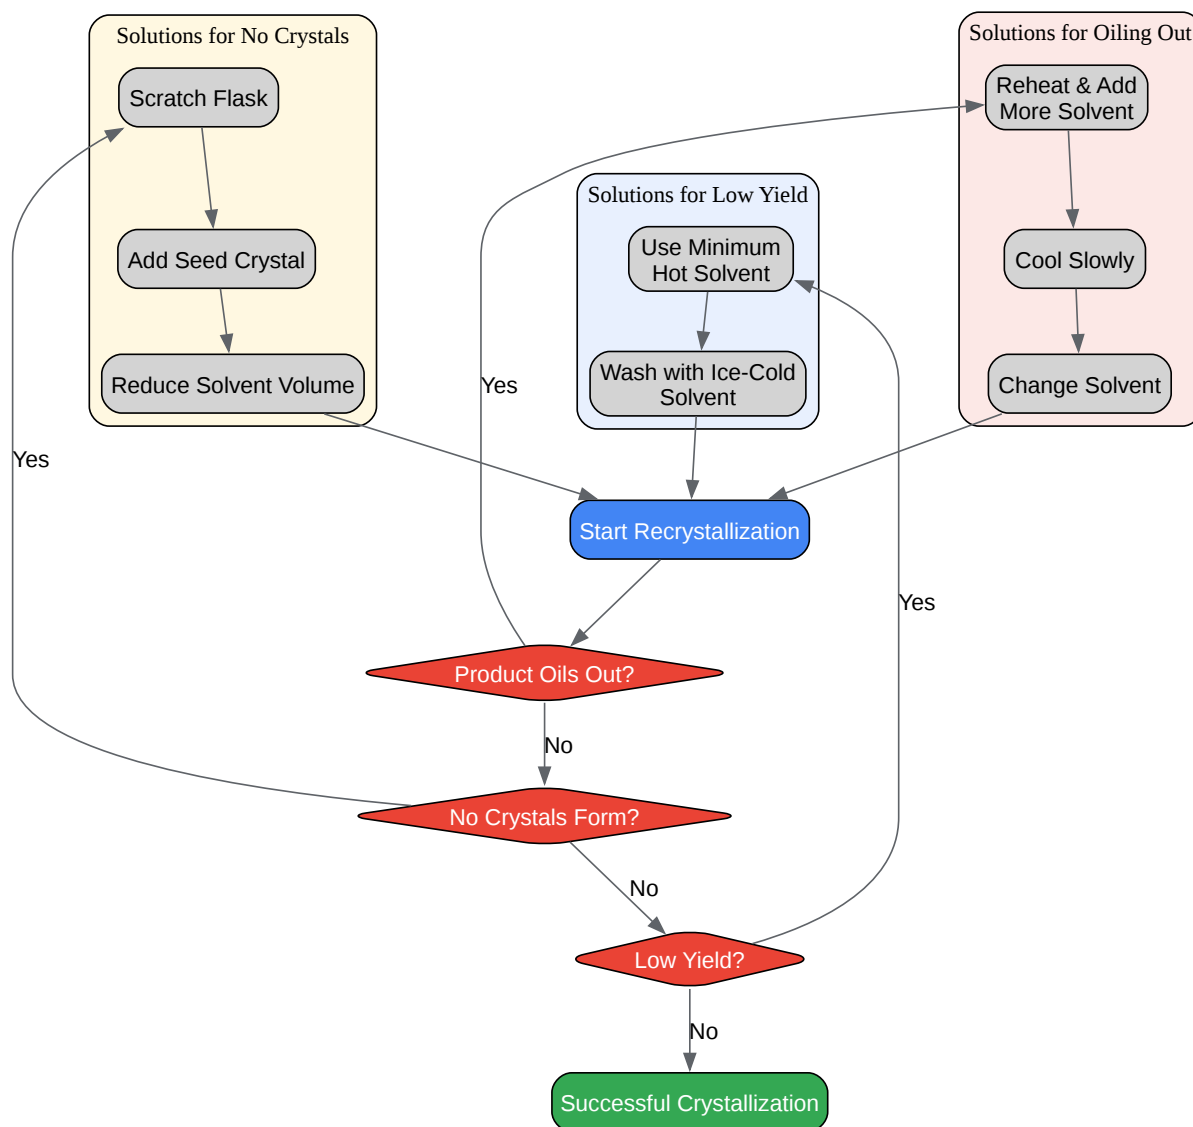 Solutions for No Crystals
Scratch Flask
Add Seed Crystal
Reduce Solvent Volume
Solutions for Low Yield
Use Minimum
Hot Solvent
Wash with Ice-Cold
Solvent
Solutions for Oiling Out
Reheat & Add
More Solvent
Cool Slowly
Change Solvent
Yes
Yes
Start Recrystallization
Yes
Product Oils Out?
No
No Crystals Form?
No
Low Yield?
No
Successful Crystallization